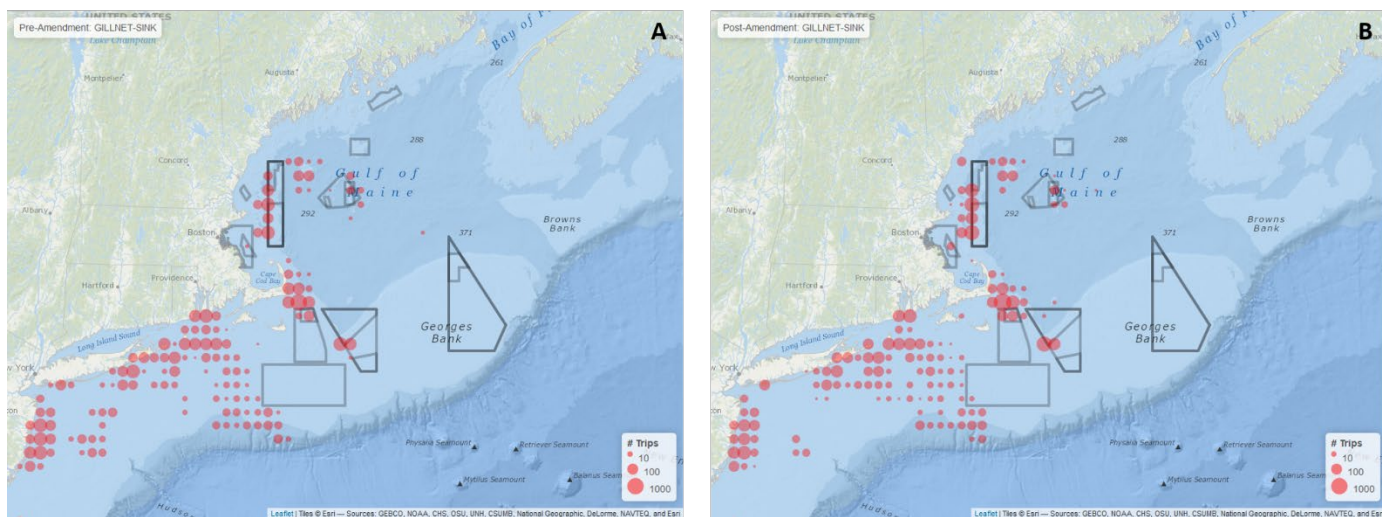 Pre-Amendment: GILLNET-SINK
UNITED STATES
A
Lake Champlain
Bay of
Montpelier
Augusta
261
288
Concord
Gulf of
Maine
Albany
292
Browns
Bank
Boston
371
Providence
Cape
Cod Bay
Hartford
Georges
Bank
Long Island Sound
York
# Trips
10
100
1000
Physalia Seamount
Retriever Seamount
Mytilus Seamount
Balanus Seam
Leaflet | Tiles © Esri — Sources: GEBCO, NOAA, CHS, OSU, UNH, CSUMB, National Geographic, DeLorme, NAVTEQ, and Esri
Post-Amendment: GILLNET-SINK
UNITED STATES
B
Lake Champlain
Bay of
Montpelier
Augusta
261
288
Concord
Gulf of
Maine
Albany
292
Browns
Bank
Boston
371
Providence
Cape
Cod Bay
Hartford
Georges
Bank
Long Island Sound
York
# Trips
10
100
1000
Physalia Seamount
Retriever Seamount
Mytilus Seamount
Balanus Seam
Leaflet | Tiles © Esri — Sources: GEBCO, NOAA, CHS, OSU, UNH, CSUMB, National Geographic, DeLorme, NAVTEQ, and Esri